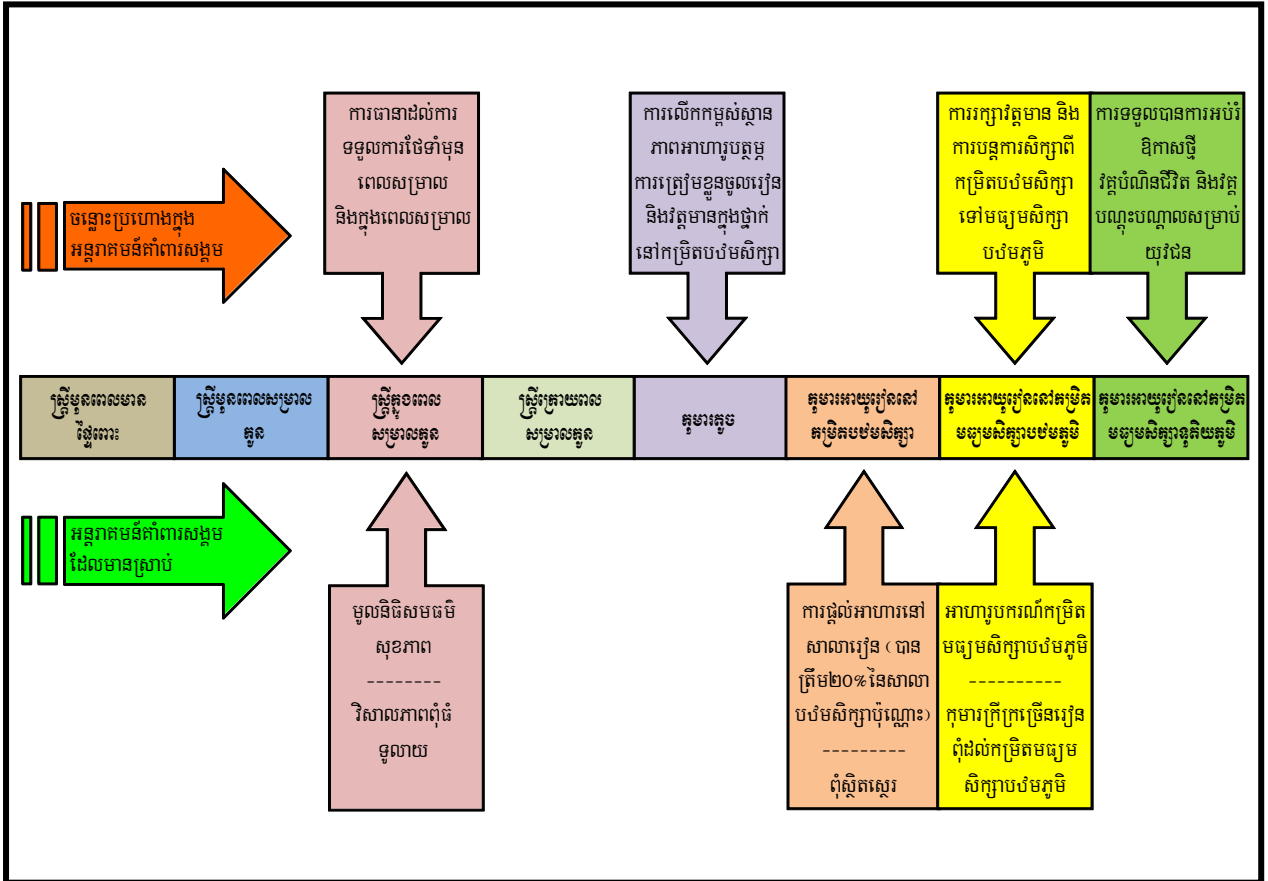 ការធានាដល់ការ
ទទួលការថែទាំមុន
ពេលសម្រាល
និងក្នុងពេលសម្រាល
ការលើកកម្ពស់ស្ថាន
ភាពអាហារូបត្ថម្ភ
ការត្រៀមខ្លួនចូលរៀន
និងវត្តមានក្នុងថ្នាក់
នៅកម្រិតបឋមសិក្សា
ការរក្សាវត្តមាន និង
ការបន្តការសិក្សាពី
កម្រិតបឋមសិក្សា
ទៅមធ្យមសិក្សា
បឋមភូមិ
ការទទួលបានការអប់រំ
ឱកាសថ្មី
វគ្គបំណិនជីវិត និងវគ្គ
បណ្តុះបណ្តាលសម្រាប់
យុវជន
ចន្លោះប្រហោងក្នុង
អន្តរាគមន៍គាំពារសង្គម
ស្ត្រីមុនពេលមាន
ផ្ទៃពោះ
ស្ត្រីមុនពេលសម្រាល
កូន
ស្ត្រីក្នុងពេល
សម្រាលកូន
ស្ត្រីក្រោយពល
សម្រាលកូន
កុមារតូច
កុមារអាយុរៀននៅ
កម្រិតបឋមសិក្សា
កុមារអាយុរៀននៅកម្រិត
មធ្យមសិក្សាបឋមភូមិ
កុមារអាយុរៀននៅកម្រិត
មធ្យមសិក្សាទុតិយភូមិ
អន្តរាគមន៍គាំពារសង្គម
ដែលមានស្រាប់
មូលនិធិសមធម៌
សុខភាព
--------
វិសាលភាពពុំធំ
ទូលាយ
ការផ្តល់អាហារនៅ
សាលារៀន (បាន
ត្រឹម២០%នៃសាលា
បឋមសិក្សាប៉ុណ្ណោះ)
---------
ពុំស្ថិតស្ថេរ
អាហារូបករណ៍កម្រិត
មធ្យមសិក្សាបឋមភូមិ
----------
កុមារក្រីក្រច្រើនរៀន
ពុំដល់កម្រិតមធ្យម
សិក្សាបឋមភូមិ